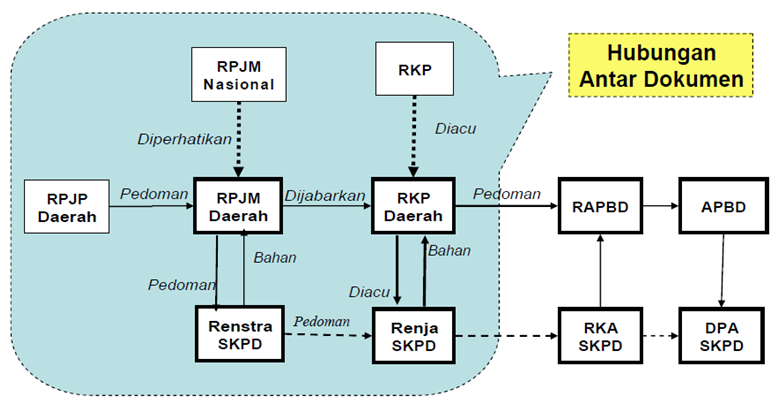 Hubungan
Antar Dokumen
RPJM
Nasional
RKP
Diperhatikan
Diacu
RPJP
Daerah
Pedoman
RPJM
Daerah
Dijabarkan
RKP
Daerah
Pedoman
RAPBD
APBD
Pedoman
Bahan
Diacu
Bahan
Renstra
SKPD
Pedoman
Renja
SKPD
RKA
SKPD
DPA
SKPD